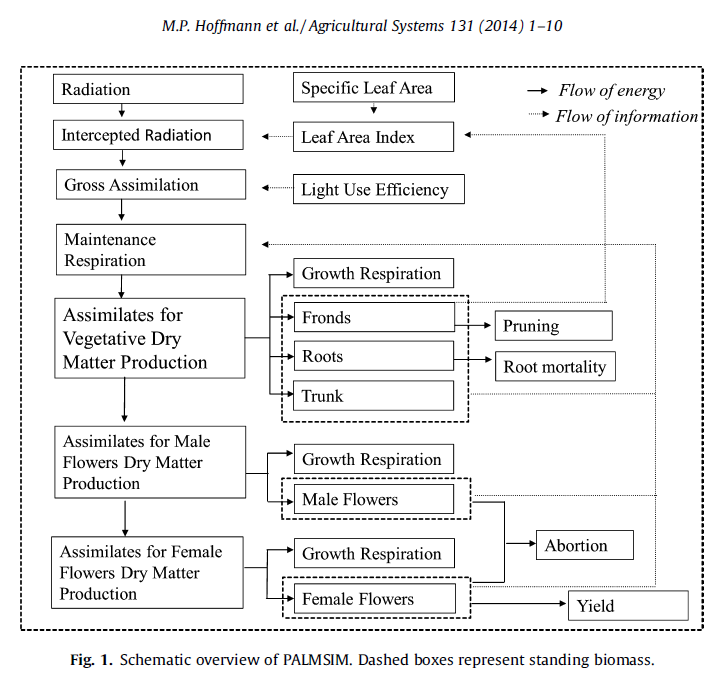 M.P. Hoffmann et al./Agricultural Systems 131 (2014) 1–10
Radiation
Specific Leaf Area
Flow of energy
Flow of information
Intercepted Radiation
Leaf Area Index
Gross Assimilation
Light Use Efficiency
Maintenance
Respiration
Growth Respiration
Assimilates for
Vegetative Dry
Matter Production
Fronds
Pruning
Roots
Root mortality
Trunk
Assimilates for Male
Flowers Dry Matter
Production
Growth Respiration
Male Flowers
Abortion
Assimilates for Female
Flowers Dry Matter
Production
Growth Respiration
Female Flowers
Yield
Fig. 1. Schematic overview of PALMSIM. Dashed boxes represent standing biomass.